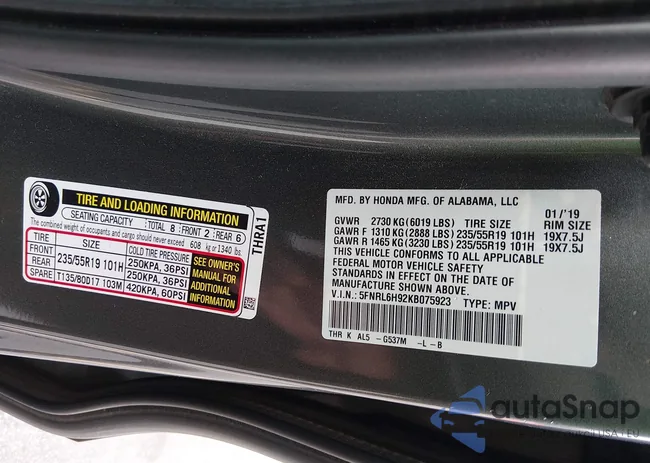 TIRE AND LOADING INFORMATION
SEATING CAPACITY TOTAL 8 FRONT 2 REAR 6
The combined weight of occupants and cargo should never exceed 608 kg or 1340 lbs
TIRE SIZE COLD TIRE PRESSURE
FRONT 235/55R19 101H 250KPA, 36PSI
REAR 250KPA, 36PSI
SPARE T135/80D17 103M 420KPA, 60PSI
SEE OWNER'S
MANUAL FOR
ADDITIONAL
INFORMATION
THRKA1
MFD. BY HONDA MFG. OF ALABAMA, LLC 01/'19
GVWR 2730 KG(6019 LBS) TIRE SIZE RIM SIZE
GAWR F 1310 KG(2888 LBS) 235/55R19 101H 19X7.5J
GAWR R 1465 KG(3230 LBS) 235/55R19 101H 19X7.5J
THIS VEHICLE CONFORMS TO ALL APPLICABLE
FEDERAL MOTOR VEHICLE SAFETY
STANDARDS IN EFFECT ON THE DATE OF
MANUFACTURE SHOWN ABOVE.
V.I.N.: 5FNRL6H92KB075923 TYPE: MPV
THR K AL5 -G537M -L -B
autaSnap